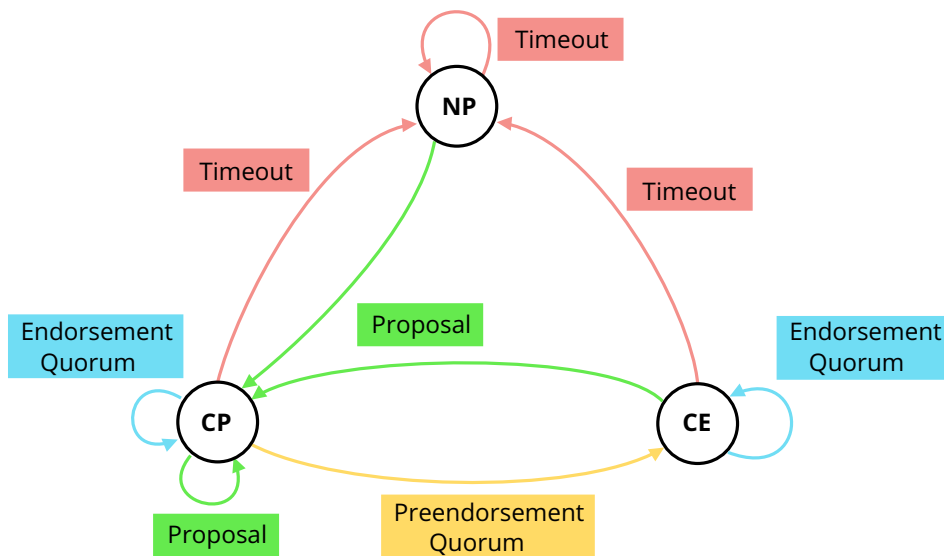 Timeout
NP
Timeout
Timeout
Proposal
Endorsement
Quorum
Endorsement
Quorum
CP
CE
Proposal
Preendorsement
Quorum